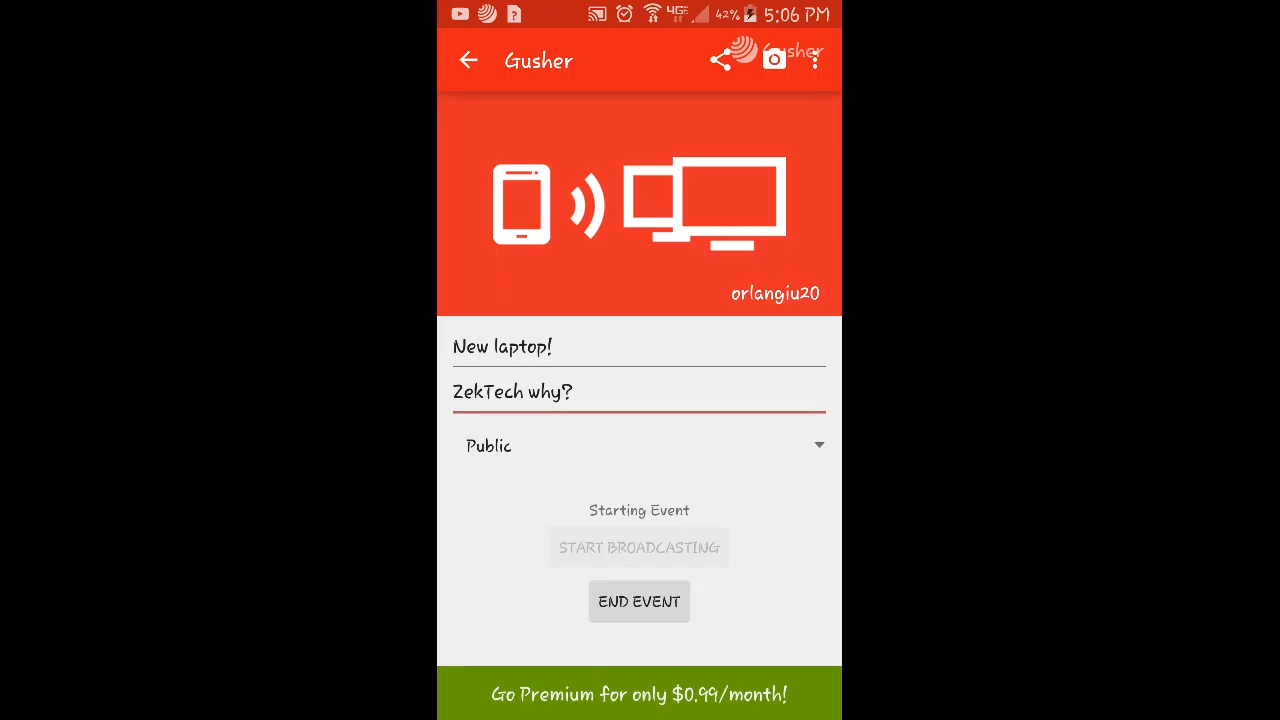 4GE 42% 5:06 PM
Gusher
Gusher
orlangiu20
New laptop!
ZekTech why?
Public
Starting Event
START BROADCASTING
END EVENT
Go Premium for only $0.99/month!